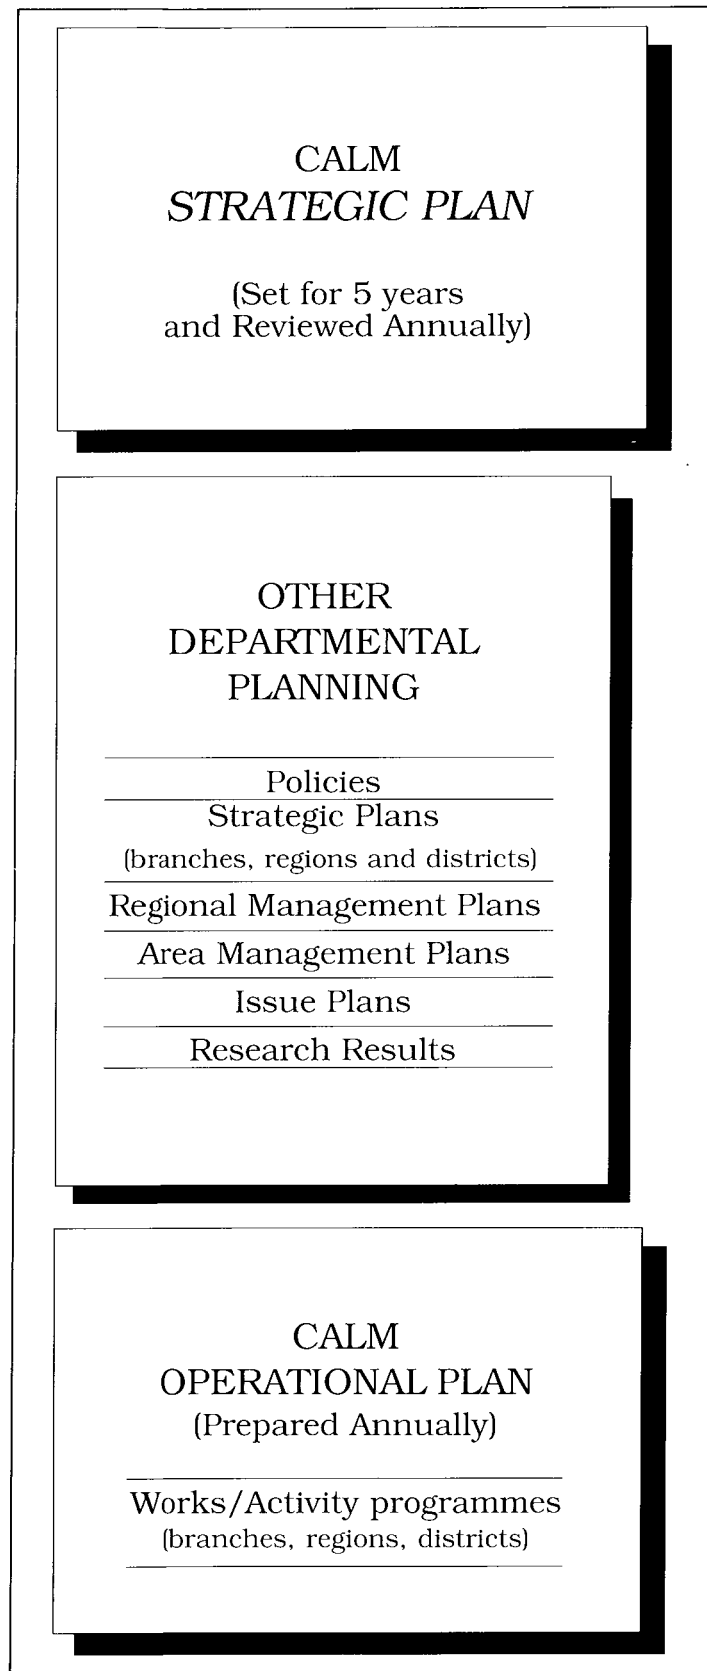 CALM
STRATEGIC PLAN
(Set for 5 years
and Reviewed Annually)
OTHER
DEPARTMENTAL
PLANNING
Policies
Strategic Plans
(branches, regions and districts)
Regional Management Plans
Area Management Plans
Issue Plans
Research Results
CALM
OPERATIONAL PLAN
(Prepared Annually)
Works/Activity programmes
(branches, regions, districts)